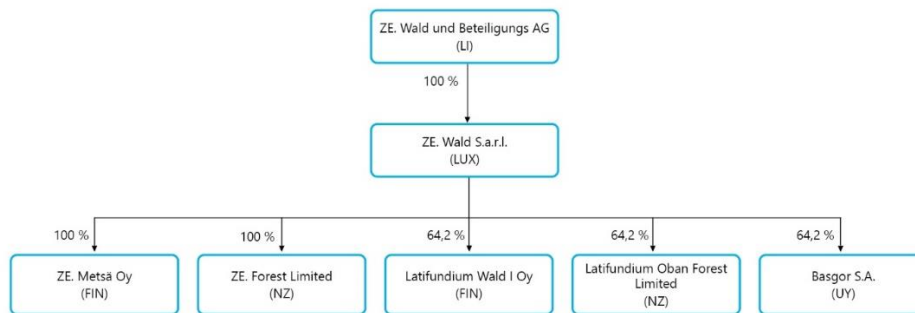 ZE. Wald und Beteiligungs AG
(LI)
100 %
ZE. Wald S.a.r.l.
(LUX)
100 %
100 %
64,2 %
64,2 %
64,2 %
ZE. Metsä Oy
(FIN)
ZE. Forest Limited
(NZ)
Latifundium Wald I Oy
(FIN)
Latifundium Oban Forest
Limited
(NZ)
Basgor S.A.
(UY)